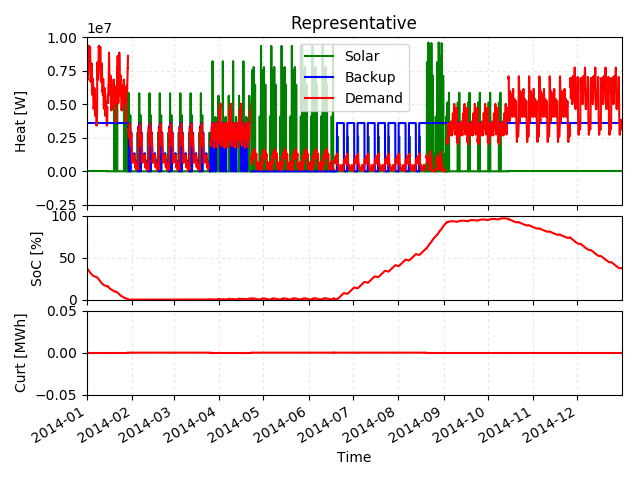 Representative
1e7
1.00
0.75
0.50
0.25
0.00
−0.25
Heat [W]
Solar
Backup
Demand
100
50
0
SoC [%]
0.05
0.00
−0.05
Curt [MWh]
2014-01
2014-02
2014-03
2014-04
2014-05
2014-06
2014-07
2014-08
2014-09
2014-10
2014-11
2014-12
Time